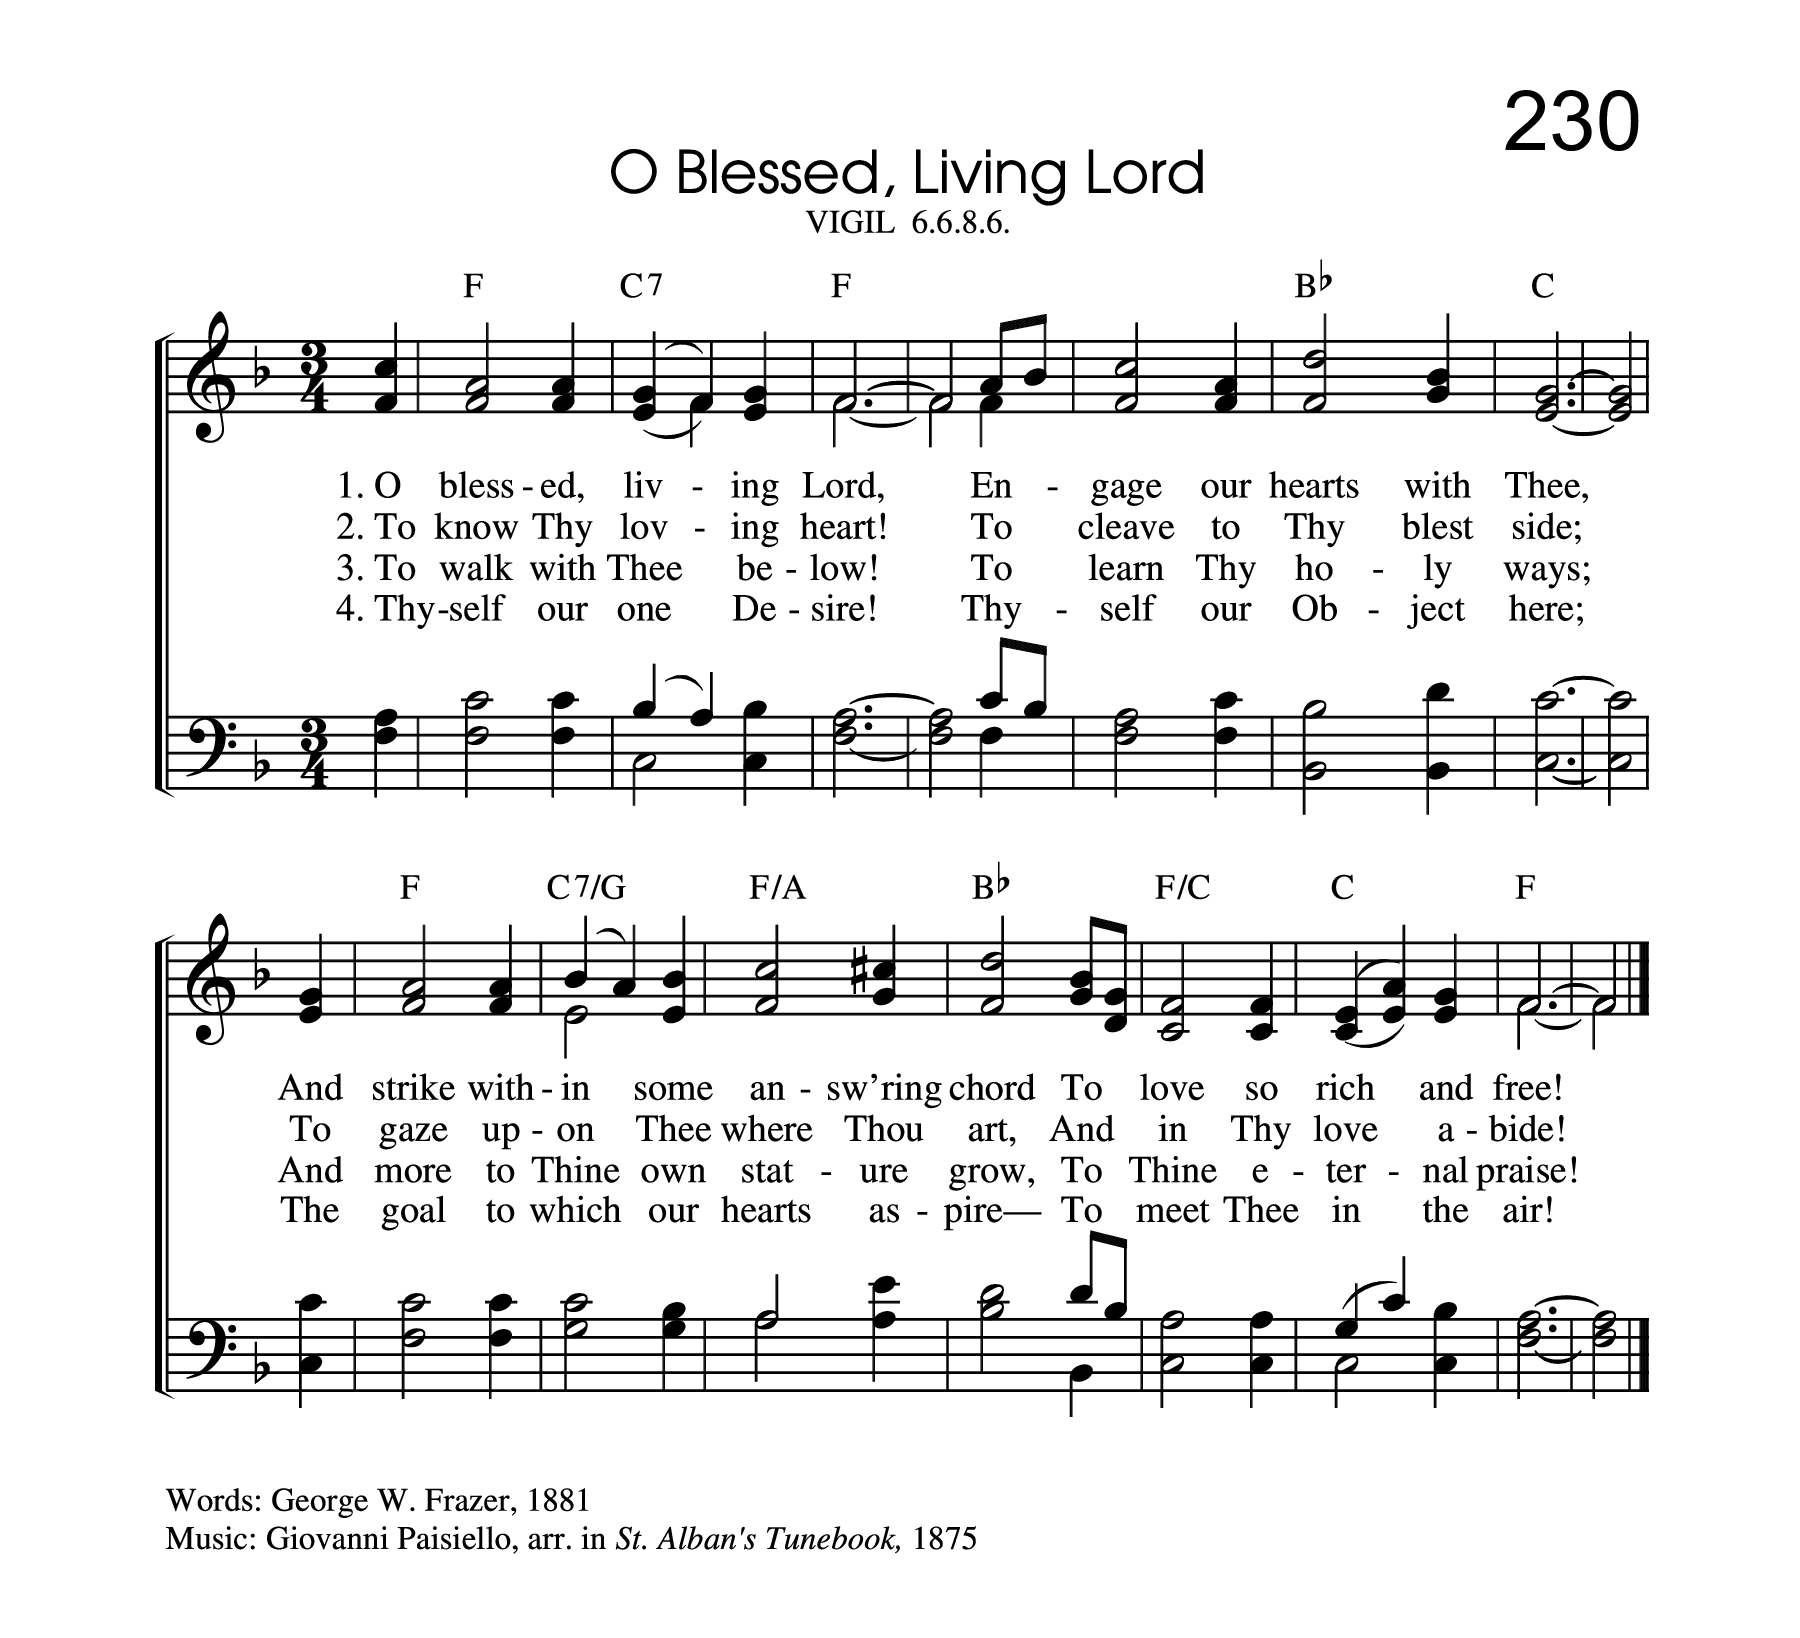 230
O Blessed, Living Lord
VIGIL 6.6.8.6.
F C7 F B♭ C
3 4
1. O bless - ed, liv - ing Lord, En - gage our hearts with Thee,
2. To know Thy lov - ing heart! To cleave to Thy blest side;
3. To walk with Thee be - low! To learn Thy ho - ly ways;
4. Thy - self our one De - sire! Thy - self our Ob - ject here;
3 4
F C7/G F/A B♭ F/C C F
And strike with - in some an - sw’ring chord To love so rich and free!
To gaze up - on Thee where Thou art, And in Thy love a - bide!
And more to Thine own stat - ure grow, To Thine e - ter - nal praise!
The goal to which our hearts as - pire— To meet Thee in the air!
Words: George W. Frazer, 1881
Music: Giovanni Paisiello, arr. in St. Alban's Tunebook, 1875